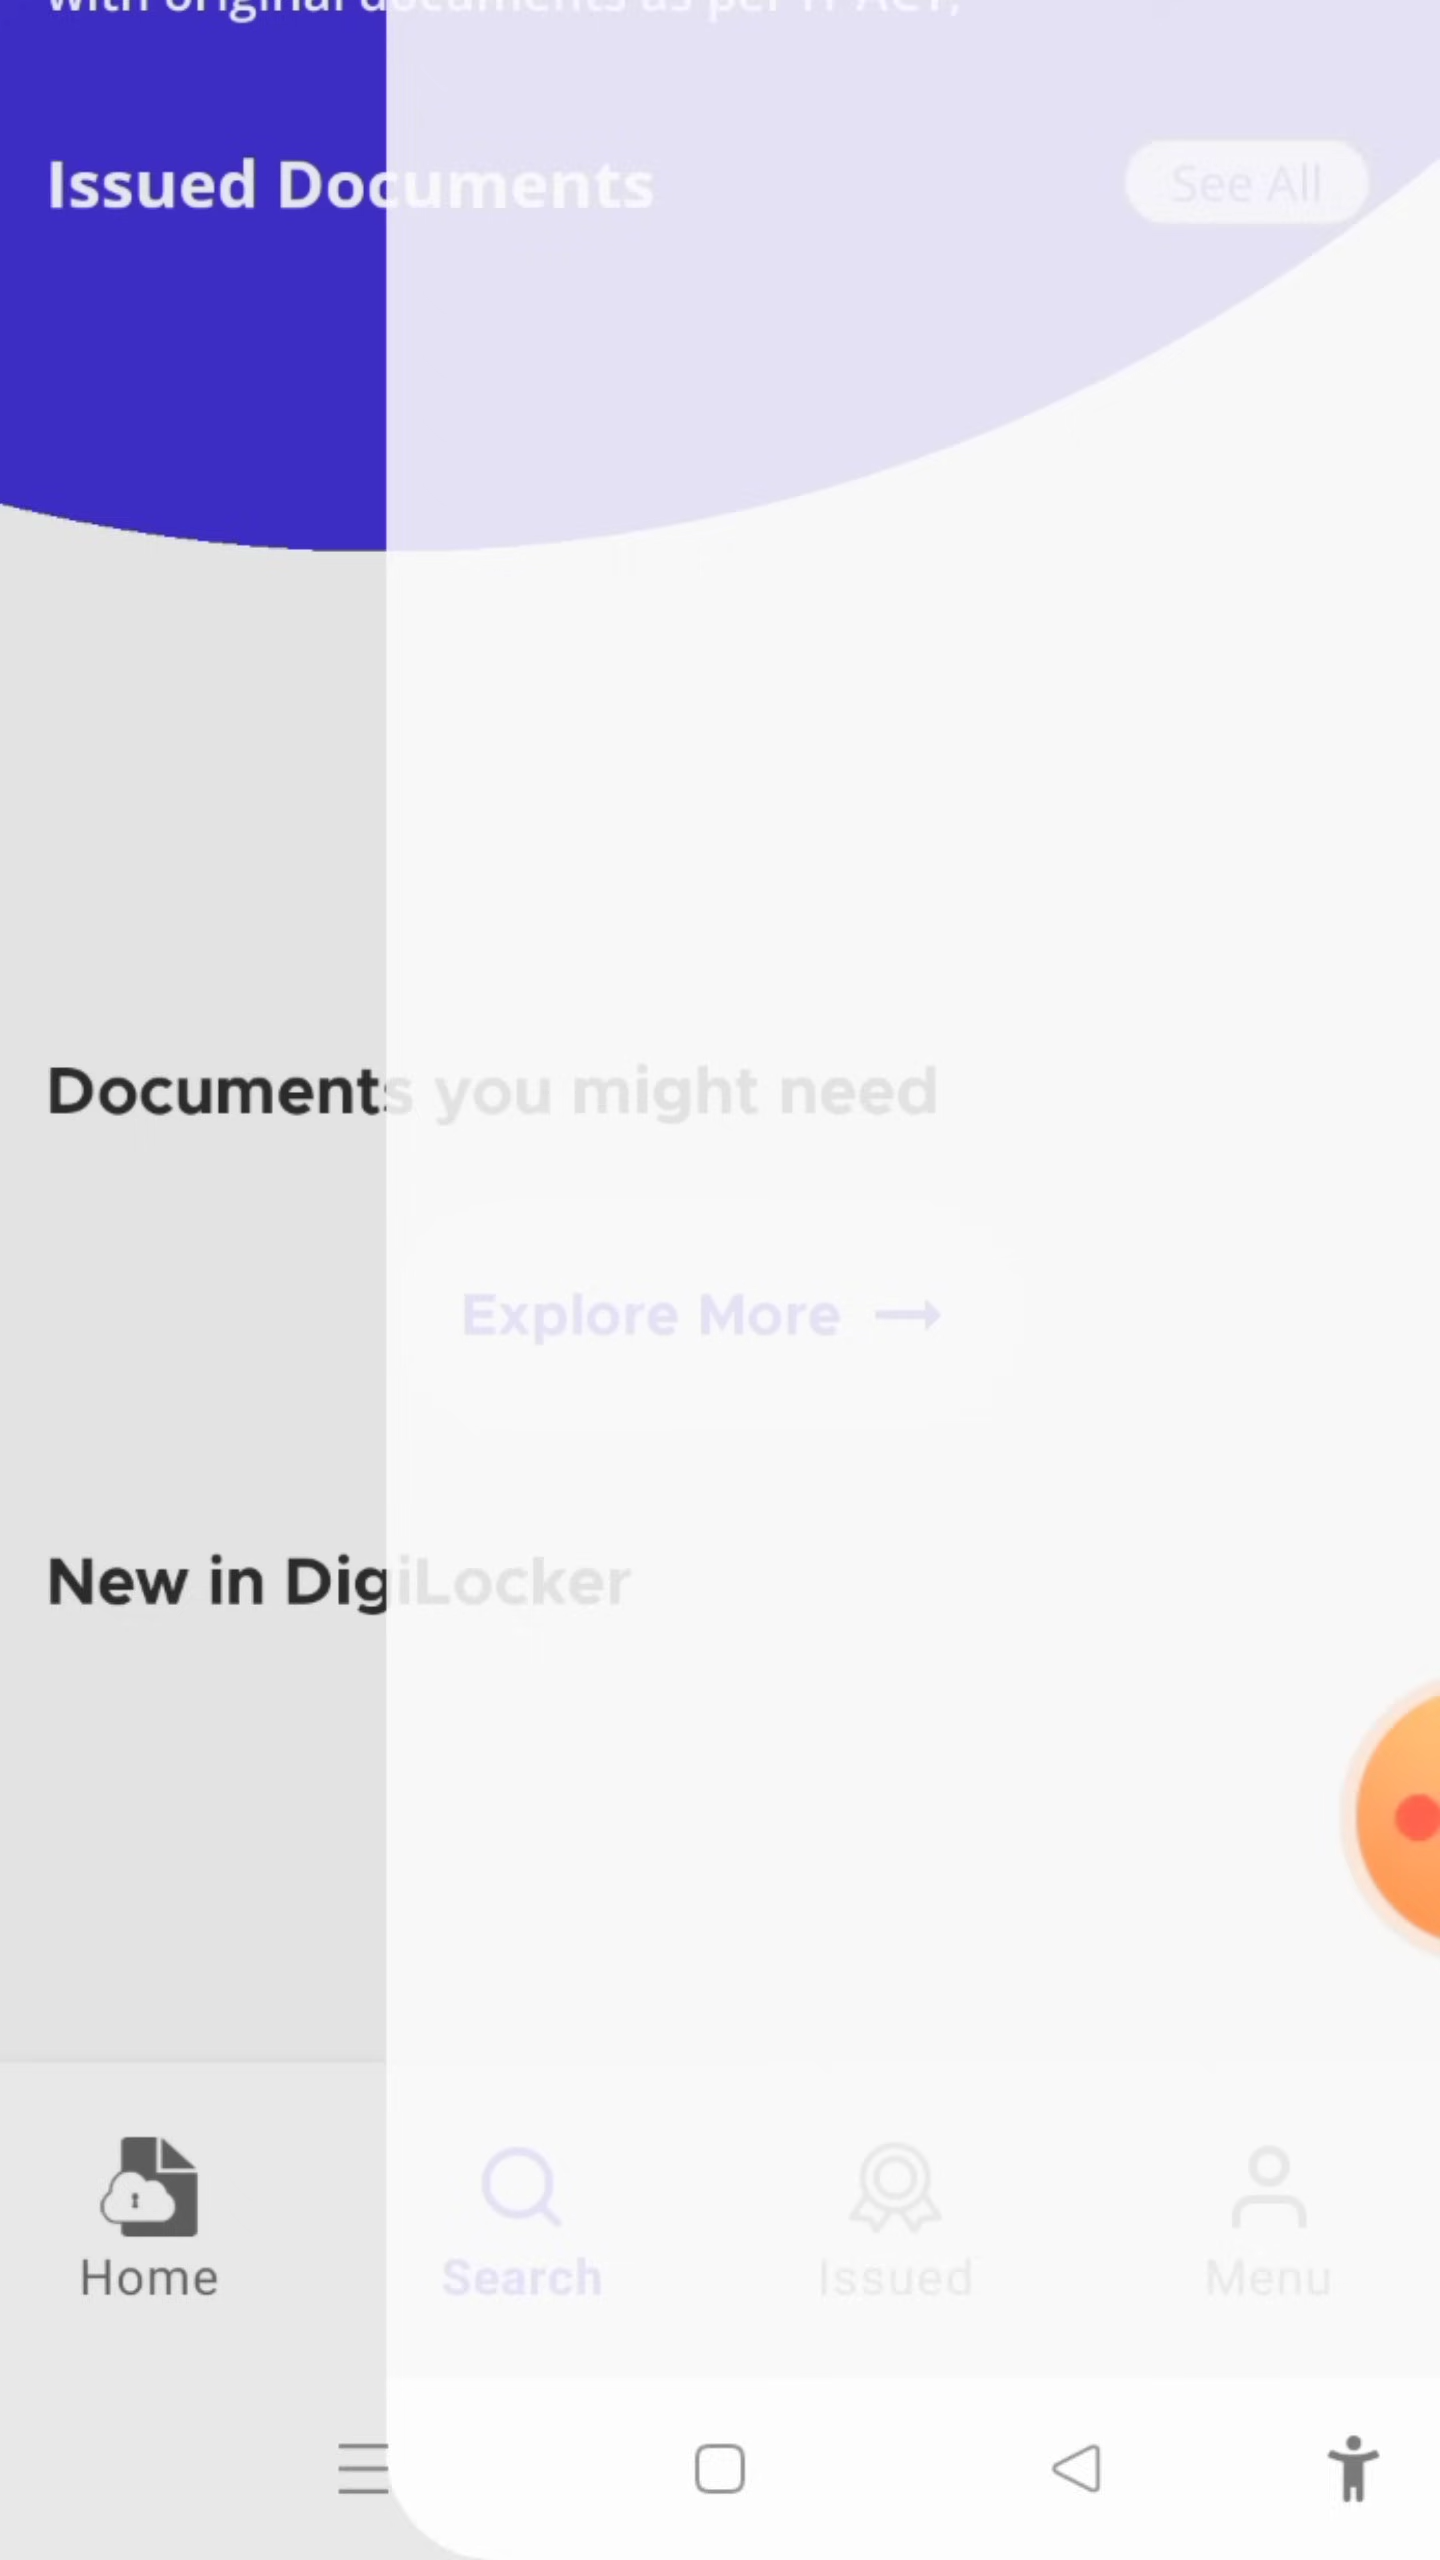 with original documents as per IT ACT,
Issued Documents
See All
Documents you might need
Explore More
New in DigiLocker
Home
Search
Issued
Menu